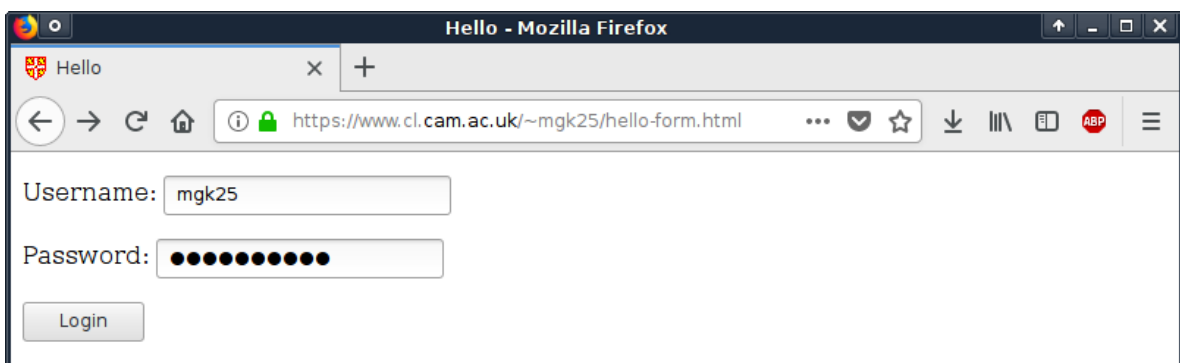 Hello - Mozilla Firefox
Hello
https://www.cl.cam.ac.uk/~mgk25/hello-form.html
ABP
Username: mgk25
Password: ●●●●●●●●●●
Login